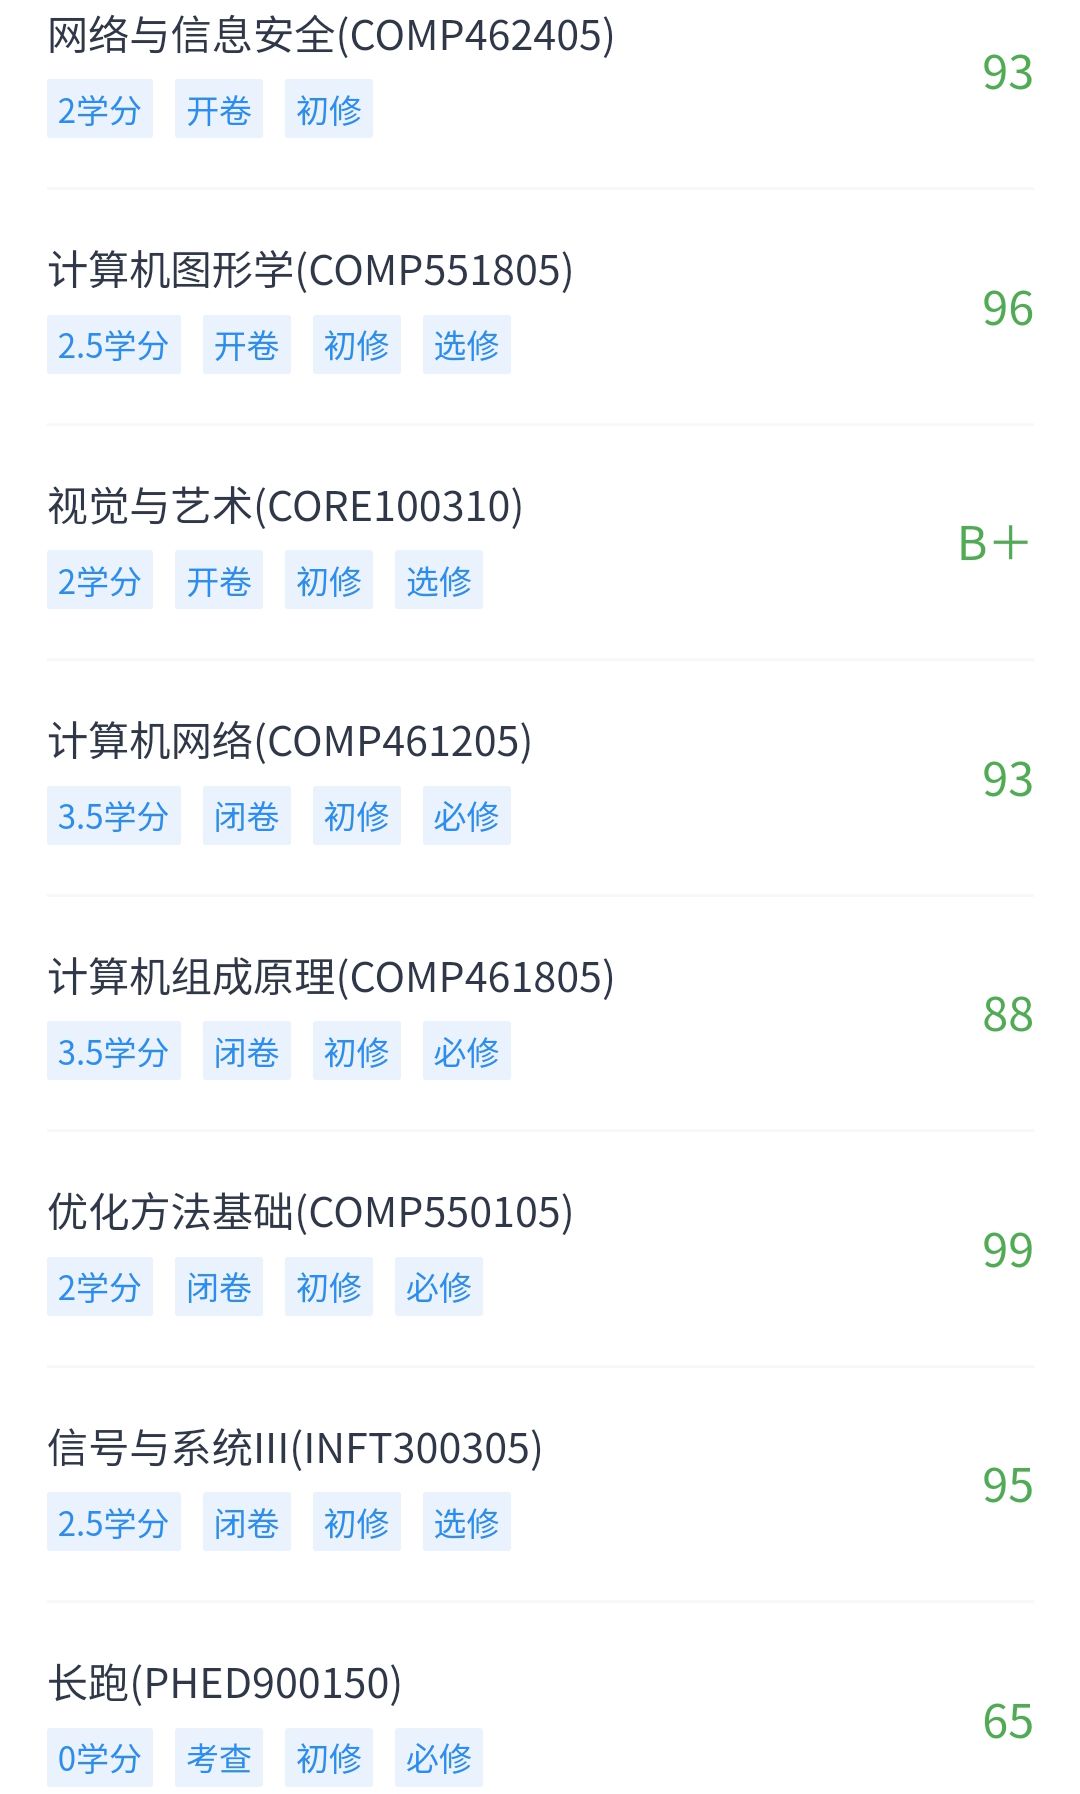 网络与信息安全(COMP462405)
93
2学分 开卷 初修
计算机图形学(COMP551805)
96
2.5学分 开卷 初修 选修
视觉与艺术(CORE100310)
B＋
2学分 开卷 初修 选修
计算机网络(COMP461205)
93
3.5学分 闭卷 初修 必修
计算机组成原理(COMP461805)
88
3.5学分 闭卷 初修 必修
优化方法基础(COMP550105)
99
2学分 闭卷 初修 必修
信号与系统III(INFT300305)
95
2.5学分 闭卷 初修 选修
长跑(PHED900150)
65
0学分 考查 初修 必修